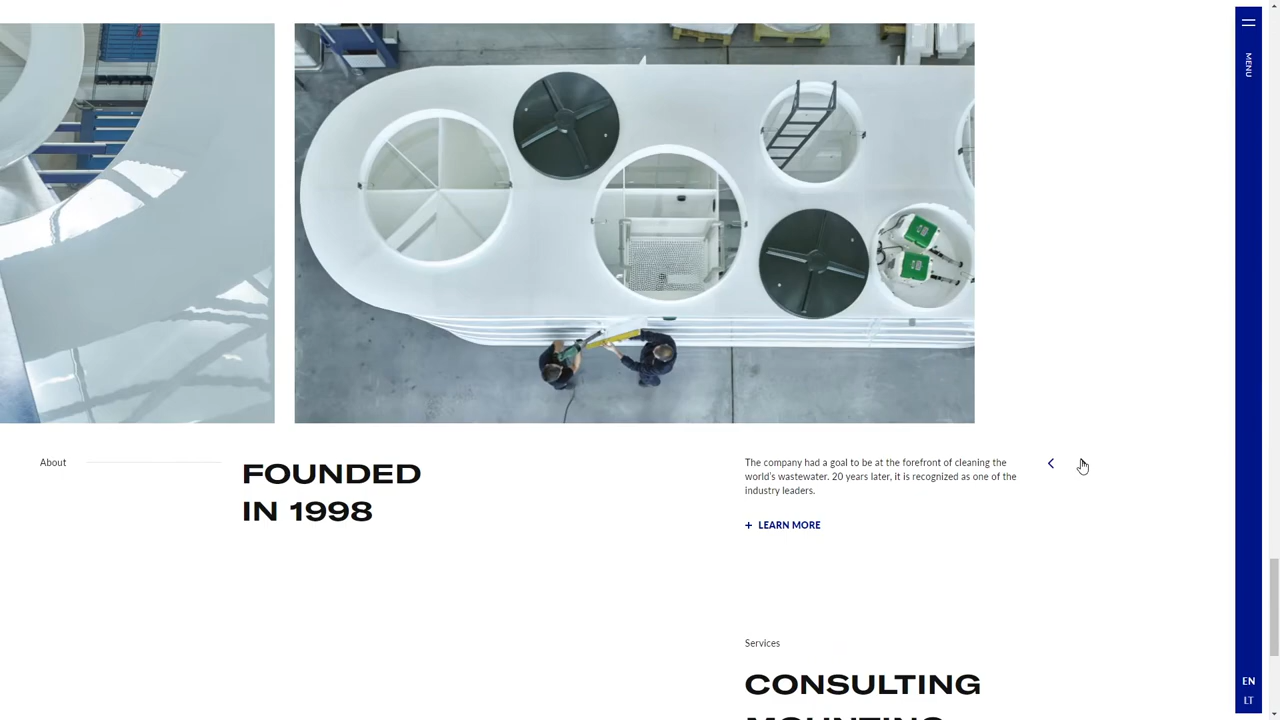 MENU
About
FOUNDED
IN 1998
The company had a goal to be at the forefront of cleaning the
world's wastewater. 20 years later, it is recognized as one of the
industry leaders.
+ LEARN MORE
Services
CONSULTING
MOUNTING
EN
LT